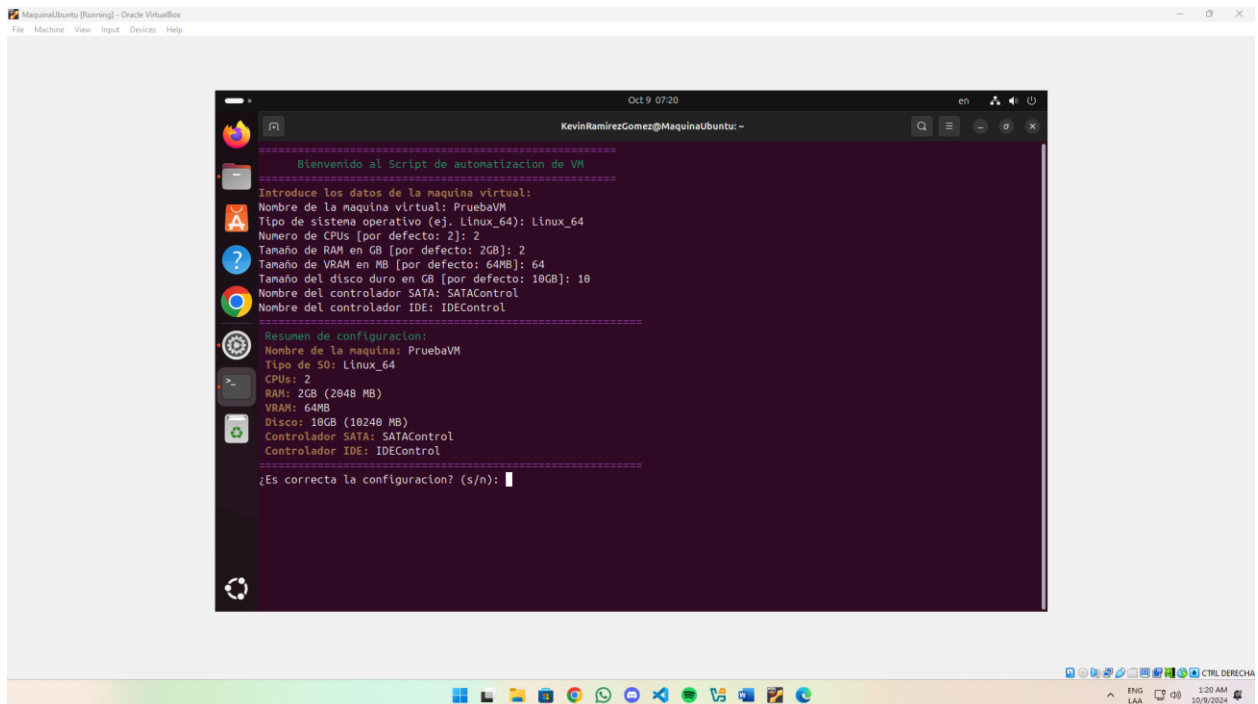 MaquinaUbuntu [Running] - Oracle VirtualBox
File Machine View Input Devices Help
Oct 9 07:20
en
KevinRamirezGomez@MaquinaUbuntu: ~
=======================================================
Bienvenido al Script de automatizacion de VM
=======================================================
Introduce los datos de la maquina virtual:
Nombre de la maquina virtual: PruebaVM
Tipo de sistema operativo (ej. Linux_64): Linux_64
Numero de CPUs [por defecto: 2]: 2
Tamaño de RAM en GB [por defecto: 2GB]: 2
Tamaño de VRAM en MB [por defecto: 64MB]: 64
Tamaño del disco duro en GB [por defecto: 10GB]: 10
Nombre del controlador SATA: SATAControl
Nombre del controlador IDE: IDEControl
===========================================================
Resumen de configuracion:
Nombre de la maquina: PruebaVM
Tipo de SO: Linux_64
CPUs: 2
RAM: 2GB (2048 MB)
VRAM: 64MB
Disco: 10GB (10240 MB)
Controlador SATA: SATAControl
Controlador IDE: IDEControl
===========================================================
¿Es correcta la configuracion? (s/n):
CTRL DERECHA
ENG
LAA
1:20 AM
10/9/2024